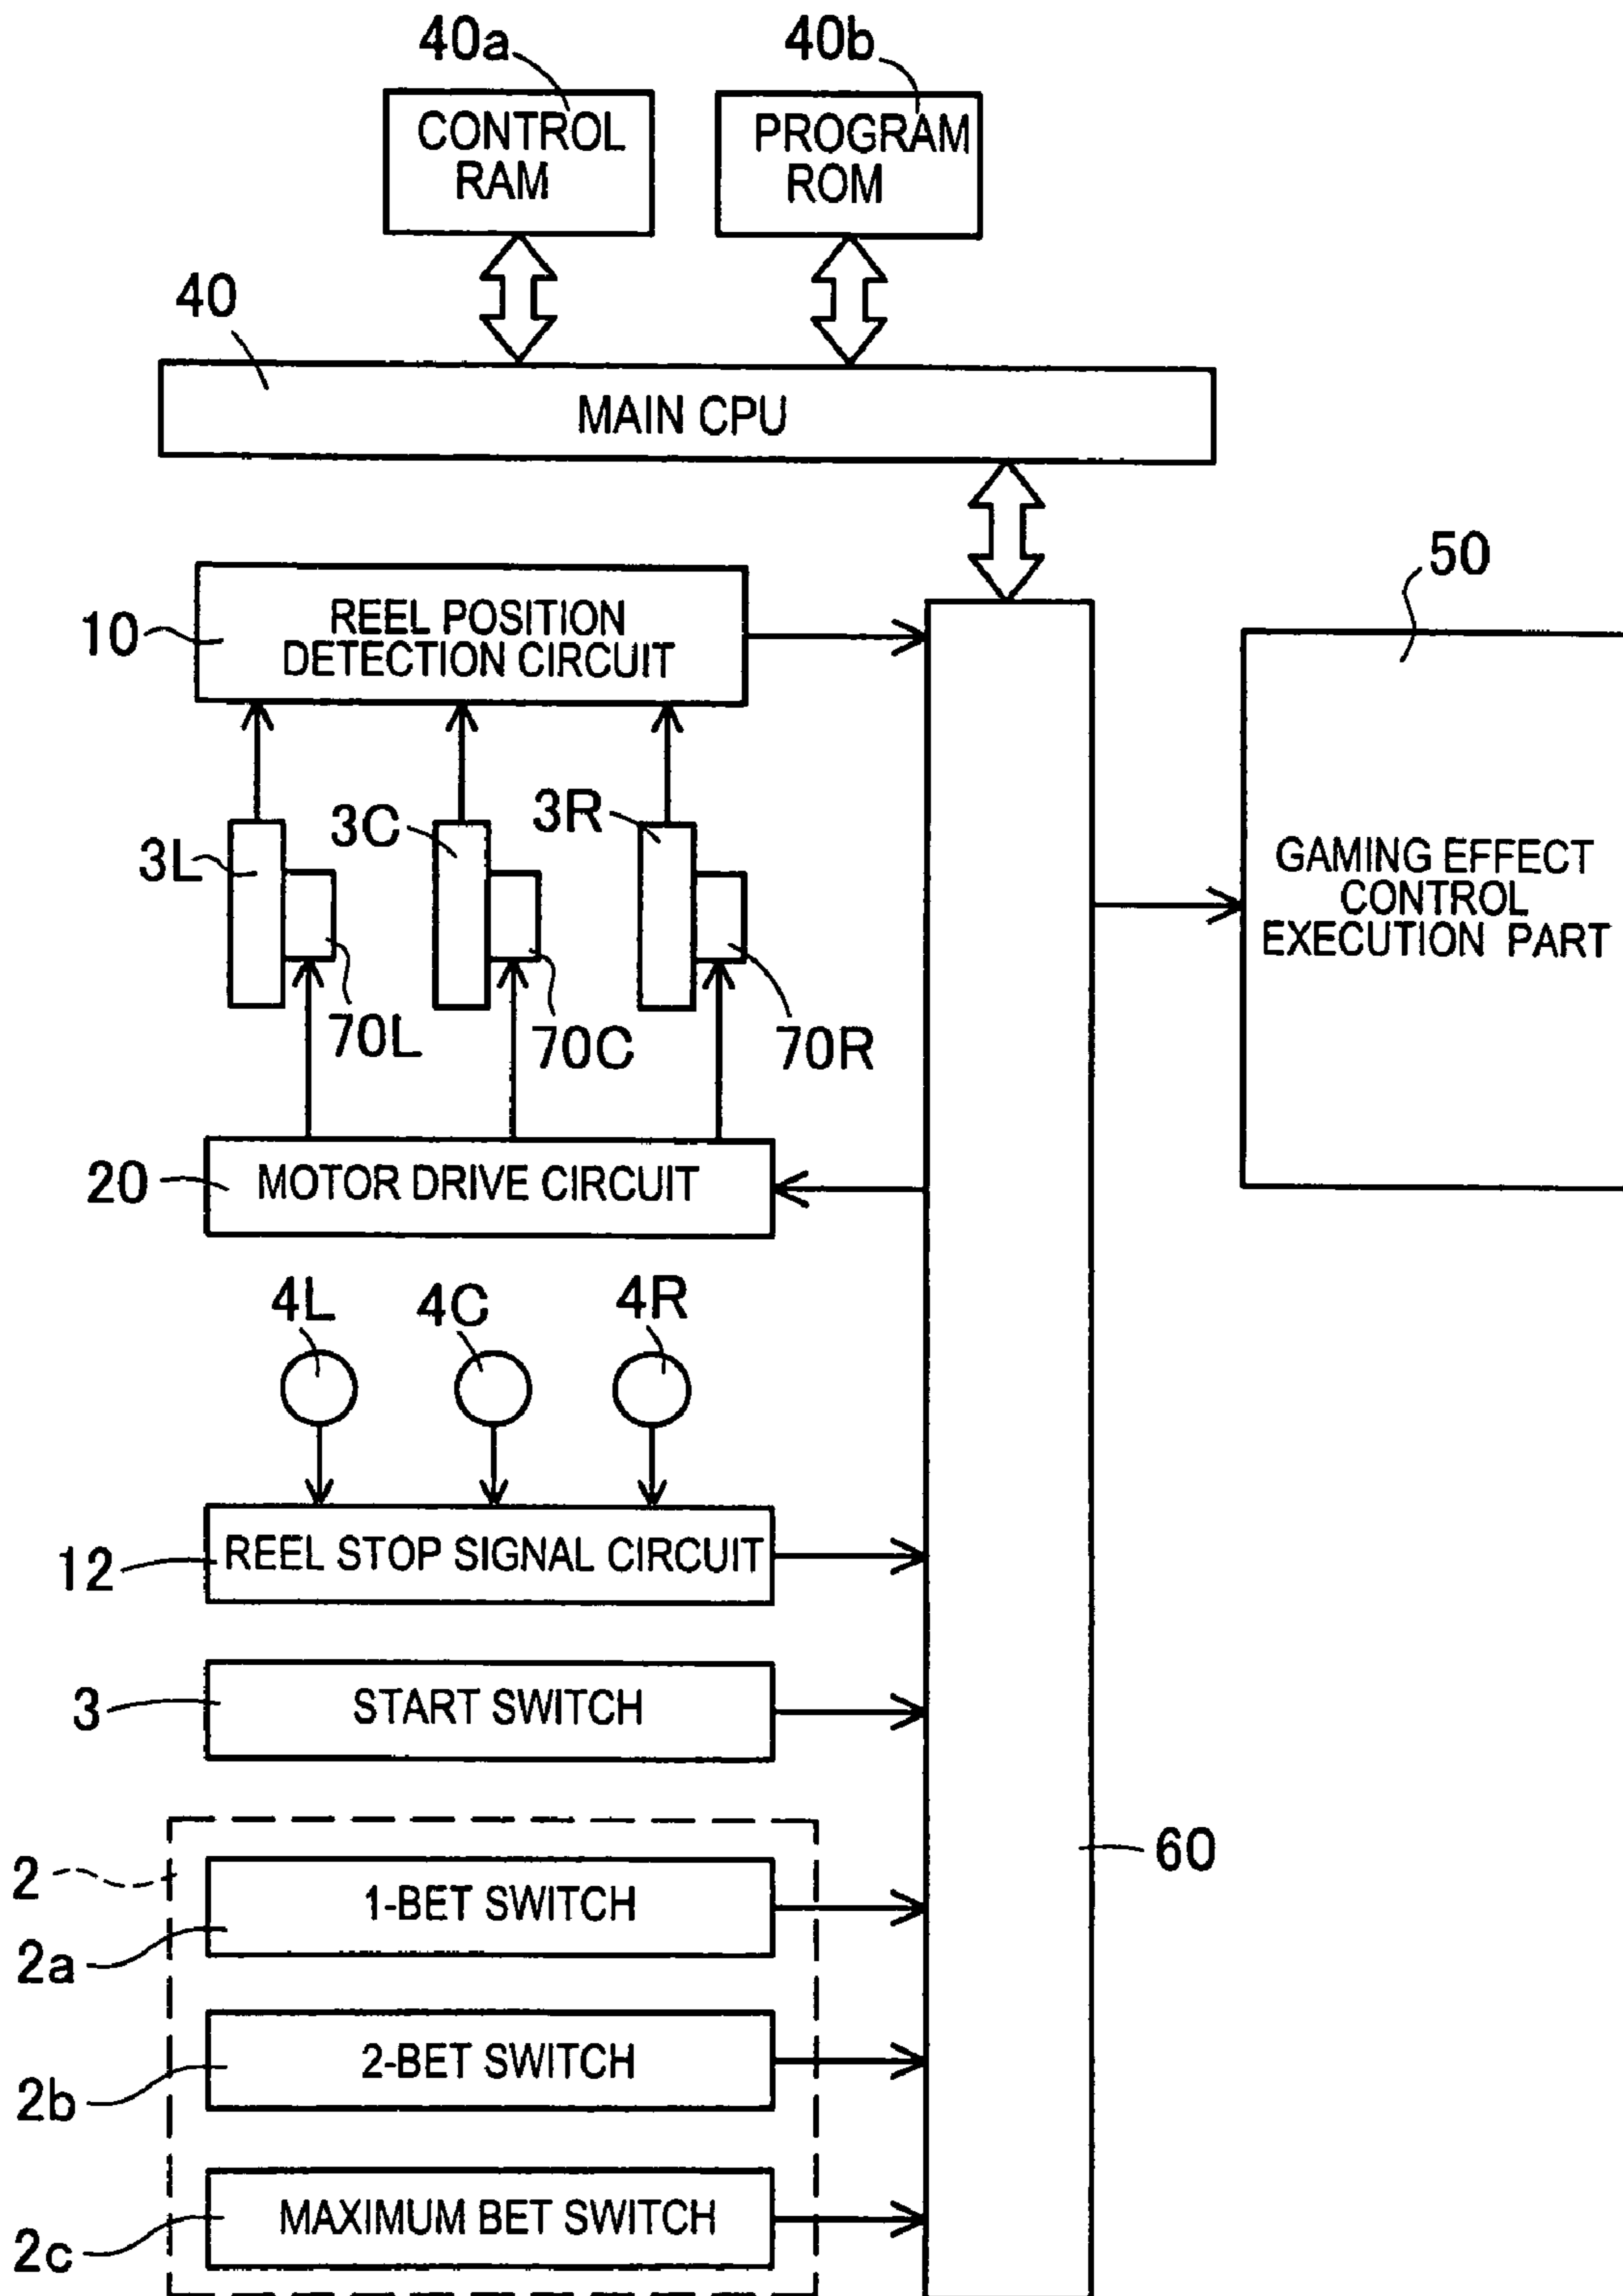 40a
40b
CONTROL
RAM
PROGRAM
ROM
40
MAIN CPU
50
10
REEL POSITION
DETECTION CIRCUIT
3L
3C
3R
GAMING EFFECT
CONTROL
EXECUTION PART
70L
70C
70R
20
MOTOR DRIVE CIRCUIT
4L
4C
4R
12
REEL STOP SIGNAL CIRCUIT
3
START SWITCH
60
2
1-BET SWITCH
2a
2-BET SWITCH
2b
MAXIMUM BET SWITCH
2c